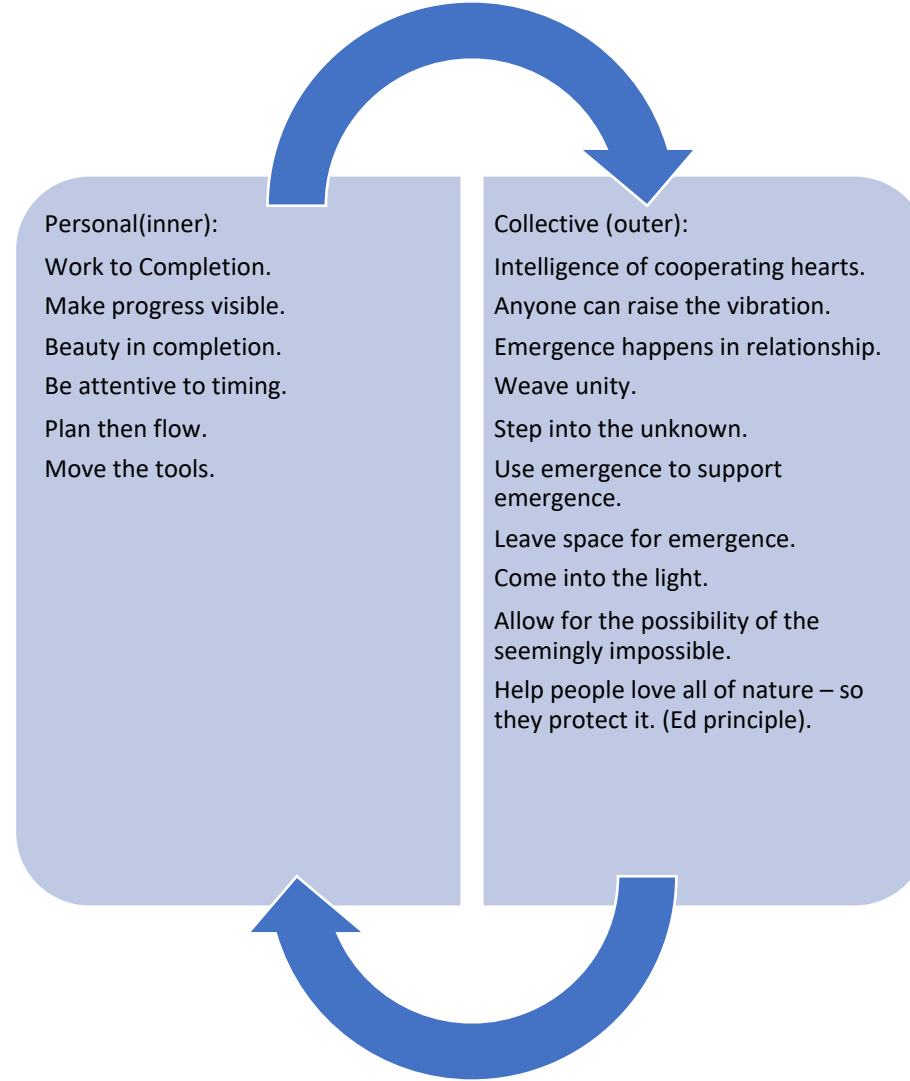 Personal(inner):
Work to Completion.
Make progress visible.
Beauty in completion.
Be attentive to timing.
Plan then flow.
Move the tools.
Collective (outer):
Intelligence of cooperating hearts.
Anyone can raise the vibration.
Emergence happens in relationship.
Weave unity.
Step into the unknown.
Use emergence to support
emergence.
Leave space for emergence.
Come into the light.
Allow for the possibility of the
seemingly impossible.
Help people love all of nature – so
they protect it. (Ed principle).